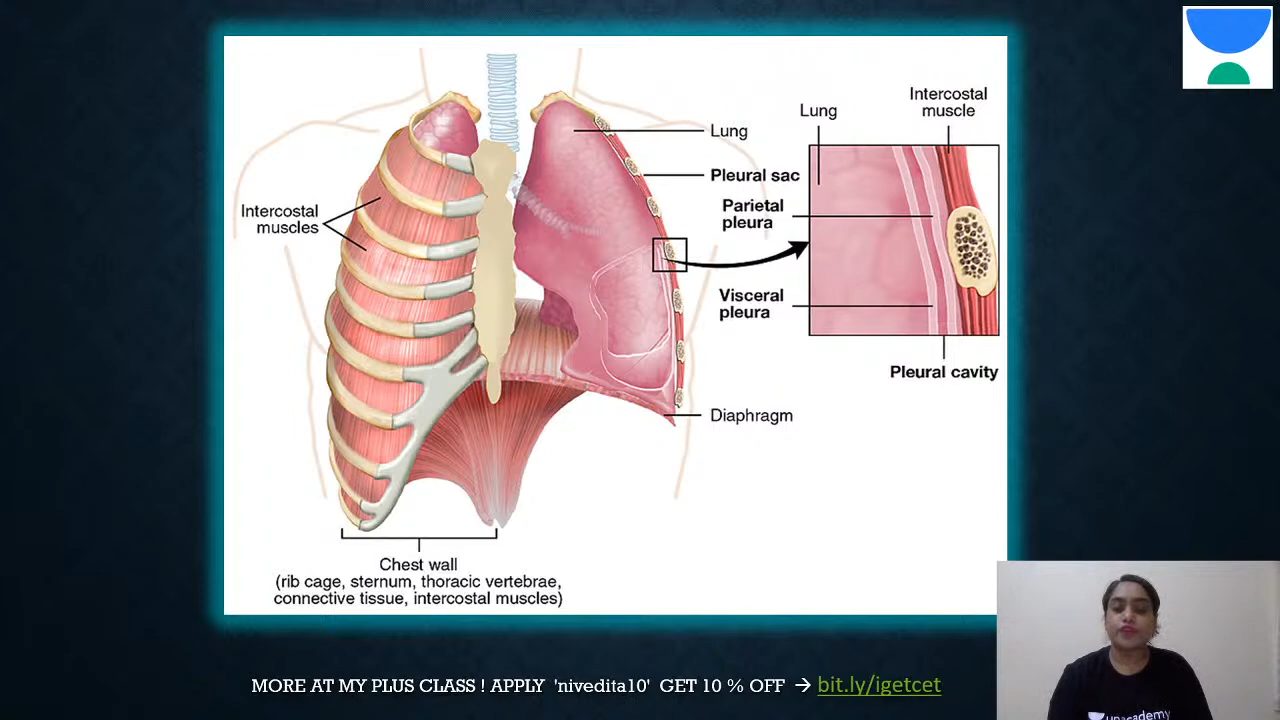 Lung
Pleural sac
Intercostal
muscles
Diaphragm
Chest wall
(rib cage, sternum, thoracic vertebrae,
connective tissue, intercostal muscles)
Lung
Intercostal
muscle
Parietal
pleura
Visceral
pleura
Pleural cavity
MORE AT MY PLUS CLASS ! APPLY 'nivedita10' GET 10 % OFF → bit.ly/igetcet
unacademy